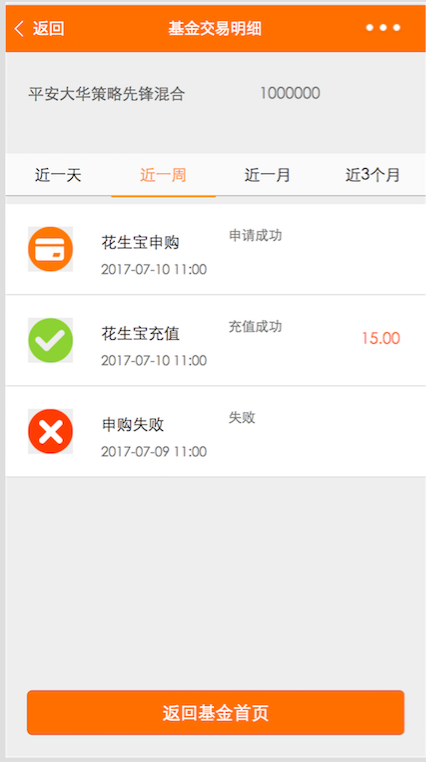 返回 基金交易明细
平安大华策略先锋混合 1000000
近一天 近一周 近一月 近3个月
花生宝申购 申请成功
2017-07-10 11:00
花生宝充值 充值成功 15.00
2017-07-10 11:00
申购失败 失败
2017-07-09 11:00
返回基金首页